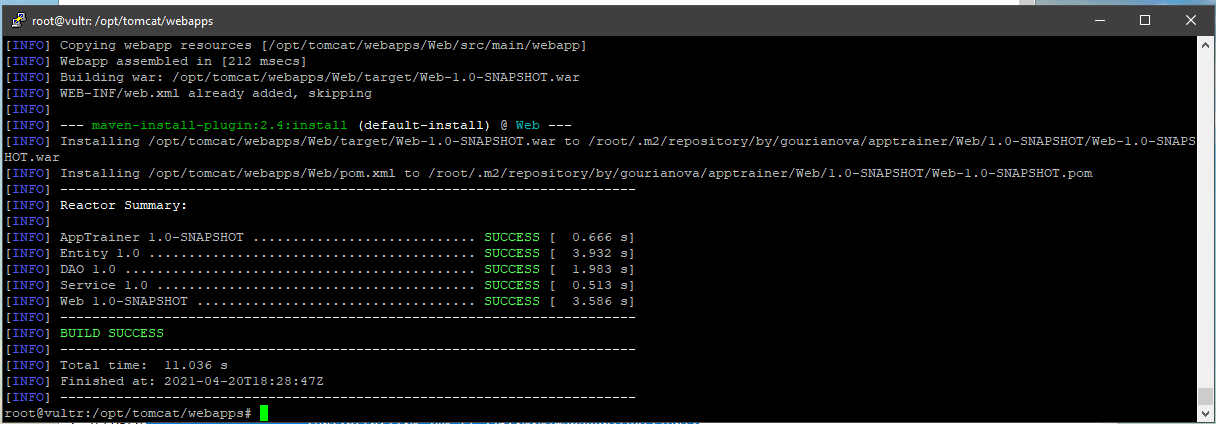 root@vultr: /opt/tomcat/webapps
[INFO] Copying webapp resources [/opt/tomcat/webapps/Web/src/main/webapp]
[INFO] Webapp assembled in [212 msecs]
[INFO] Building war: /opt/tomcat/webapps/Web/target/Web-1.0-SNAPSHOT.war
[INFO] WEB-INF/web.xml already added, skipping
[INFO]
[INFO] --- maven-install-plugin:2.4:install (default-install) @ Web ---
[INFO] Installing /opt/tomcat/webapps/Web/target/Web-1.0-SNAPSHOT.war to /root/.m2/repository/by/gourianova/apptrainer/Web/1.0-SNAPSHOT/Web-1.0-SNAPS
HOT.war
[INFO] Installing /opt/tomcat/webapps/Web/pom.xml to /root/.m2/repository/by/gourianova/apptrainer/Web/1.0-SNAPSHOT/Web-1.0-SNAPSHOT.pom
[INFO] ------------------------------------------------------------------------
[INFO] Reactor Summary:
[INFO]
[INFO] AppTrainer 1.0-SNAPSHOT ............................ SUCCESS [  0.666 s]
[INFO] Entity 1.0 ......................................... SUCCESS [  3.932 s]
[INFO] DAO 1.0 ............................................ SUCCESS [  1.983 s]
[INFO] Service 1.0 ........................................ SUCCESS [  0.513 s]
[INFO] Web 1.0-SNAPSHOT ................................... SUCCESS [  3.586 s]
[INFO] ------------------------------------------------------------------------
[INFO] BUILD SUCCESS
[INFO] ------------------------------------------------------------------------
[INFO] Total time:  11.036 s
[INFO] Finished at: 2021-04-20T18:28:47Z
[INFO] ------------------------------------------------------------------------
root@vultr:/opt/tomcat/webapps#